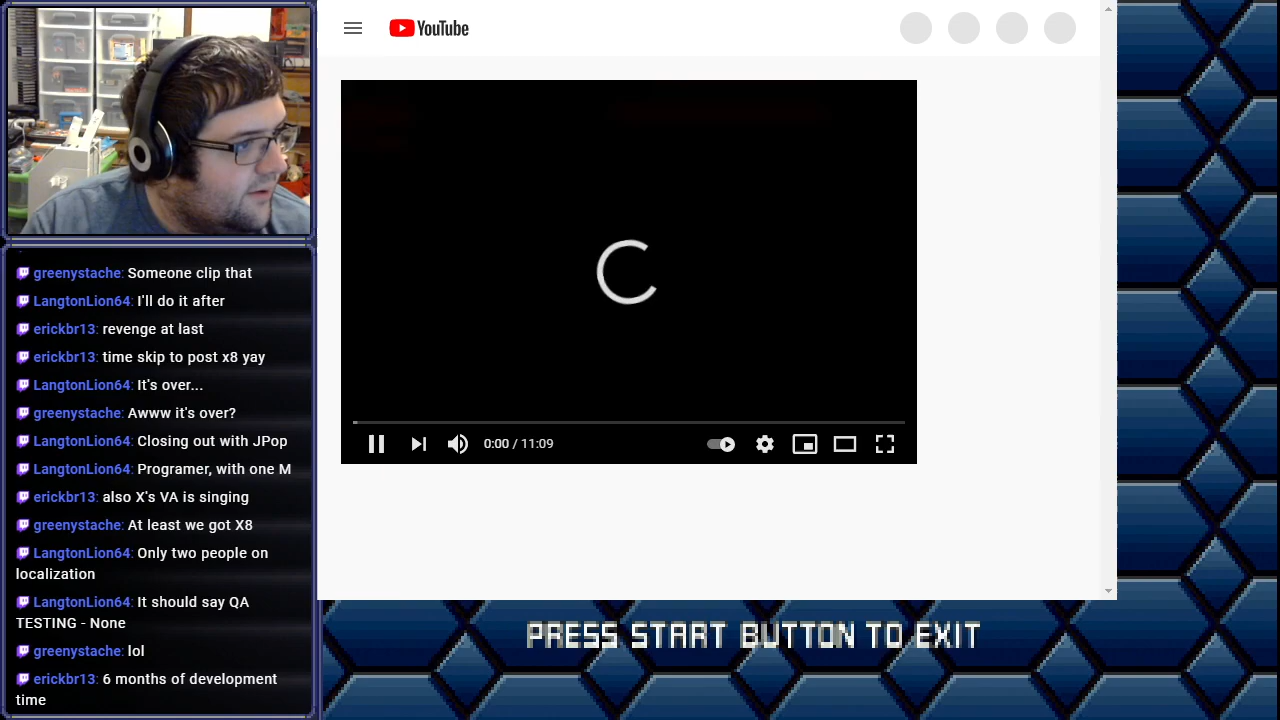 YouTube
greenystache: Someone clip that
LangtonLion64: I'll do it after
erickbr13: revenge at last
erickbr13: time skip to post x8 yay
LangtonLion64: It's over...
greenystache: Awww it's over?
LangtonLion64: Closing out with JPop
LangtonLion64: Programer, with one M
erickbr13: also X's VA is singing
greenystache: At least we got X8
LangtonLion64: Only two people on
localization
LangtonLion64: It should say QA
TESTING - None
greenystache: lol
erickbr13: 6 months of development
time
0:00 / 11:09
PRESS START BUTTON TO EXIT